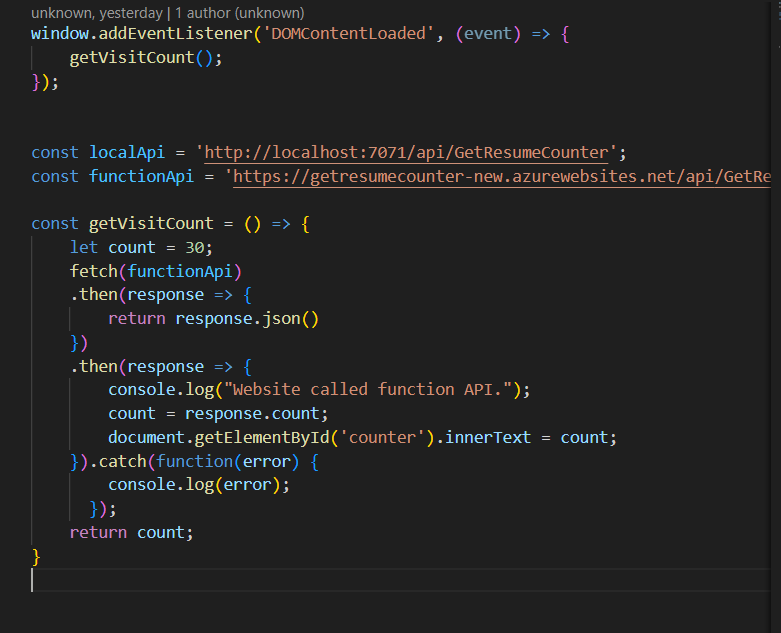 unknown, yesterday | 1 author (unknown)
window.addEventListener('DOMContentLoaded', (event) => {
    getVisitCount();
});
const localApi = 'http://localhost:7071/api/GetResumeCounter';
const functionApi = 'https://getresumecounter-new.azurewebsites.net/api/GetRe
const getVisitCount = () => {
    let count = 30;
    fetch(functionApi)
    .then(response => {
        return response.json()
    })
    .then(response => {
        console.log("Website called function API.");
        count = response.count;
        document.getElementById('counter').innerText = count;
    }).catch(function(error) {
        console.log(error);
      });
    return count;
}